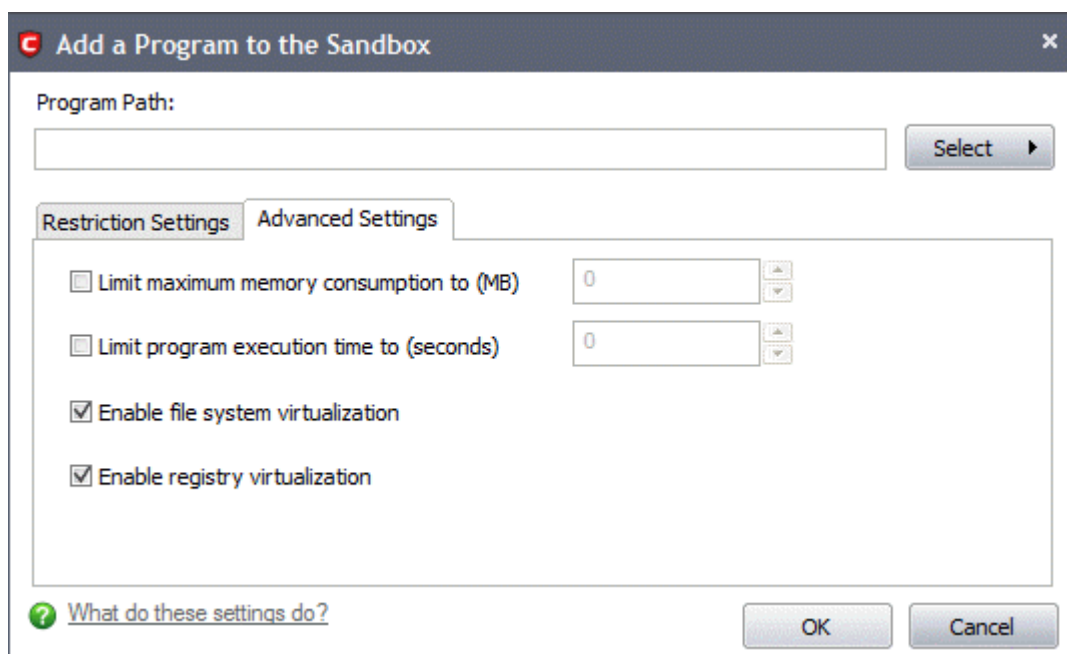 Add a Program to the Sandbox
Program Path:
Select
Restriction Settings
Advanced Settings
Limit maximum memory consumption to (MB)
0
Limit program execution time to (seconds)
0
Enable file system virtualization
Enable registry virtualization
What do these settings do?
OK
Cancel